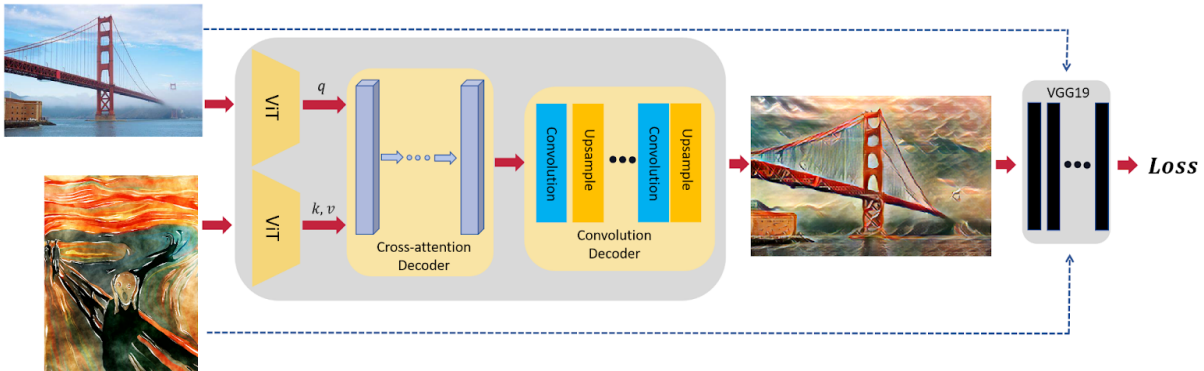 ViT
q
ViT
k, v
Cross-attention
Decoder
Convolution
Upsample
Convolution
Upsample
Convolution
Decoder
VGG19
Loss